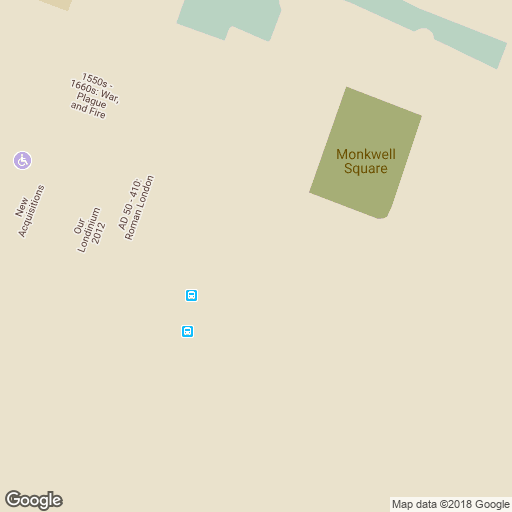 1550s -
1660s: War,
Plague
and Fire
Monkwell
Square
New
Acquisitions
Our
Londinium
2012
AD 50 - 410:
Roman London
Google
Map data ©2018 Google